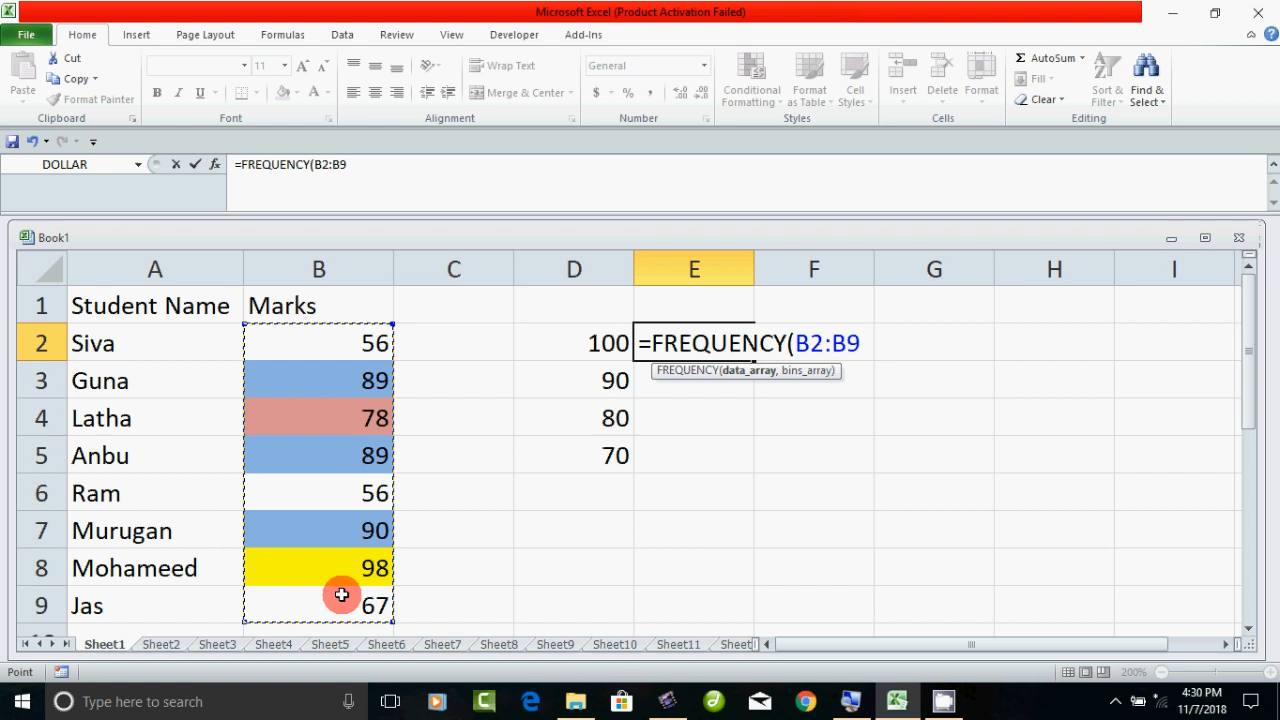 Microsoft Excel (Product Activation Failed)
File Home Insert Page Layout Formulas Data Review View Developer Add-Ins
Paste
Cut
Copy
Format Painter
Clipboard
11 A A
B I U A
Font
Wrap Text
Merge & Center
Alignment
General
$ % ,
Number
Conditional Formatting
Format as Table
Cell Styles
Styles
Insert Delete Format
Cells
Σ AutoSum
Fill
Clear
Sort & Filter
Find & Select
Editing
DOLLAR fx =FREQUENCY(B2:B9
Book1
A B C D E F G H I
1 Student Name Marks
2 Siva 56 100 =FREQUENCY(B2:B9
FREQUENCY(data_array, bins_array)
3 Guna 89 90
4 Latha 78 80
5 Anbu 89 70
6 Ram 56
7 Murugan 90
8 Mohameed 98
9 Jas 67
Sheet1 Sheet2 Sheet3 Sheet4 Sheet5 Sheet6 Sheet7 Sheet8 Sheet9 Sheet10 Sheet11 Sheet
Point 200%
Type here to search
4:30 PM
11/7/2018